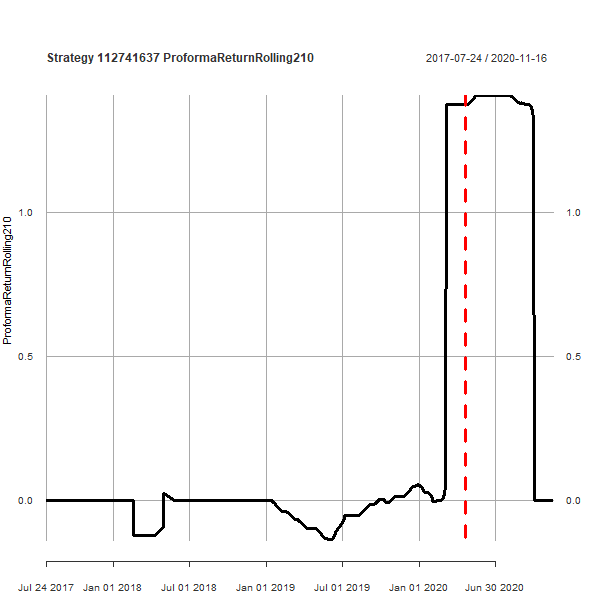 Strategy 112741637 ProformaReturnRolling210
2017-07-24 / 2020-11-16
ProformaReturnRolling210
1.0
1.0
0.5
0.5
0.0
0.0
Jul 24 2017
Jan 01 2018
Jul 01 2018
Jan 01 2019
Jul 01 2019
Jan 01 2020
Jun 30 2020